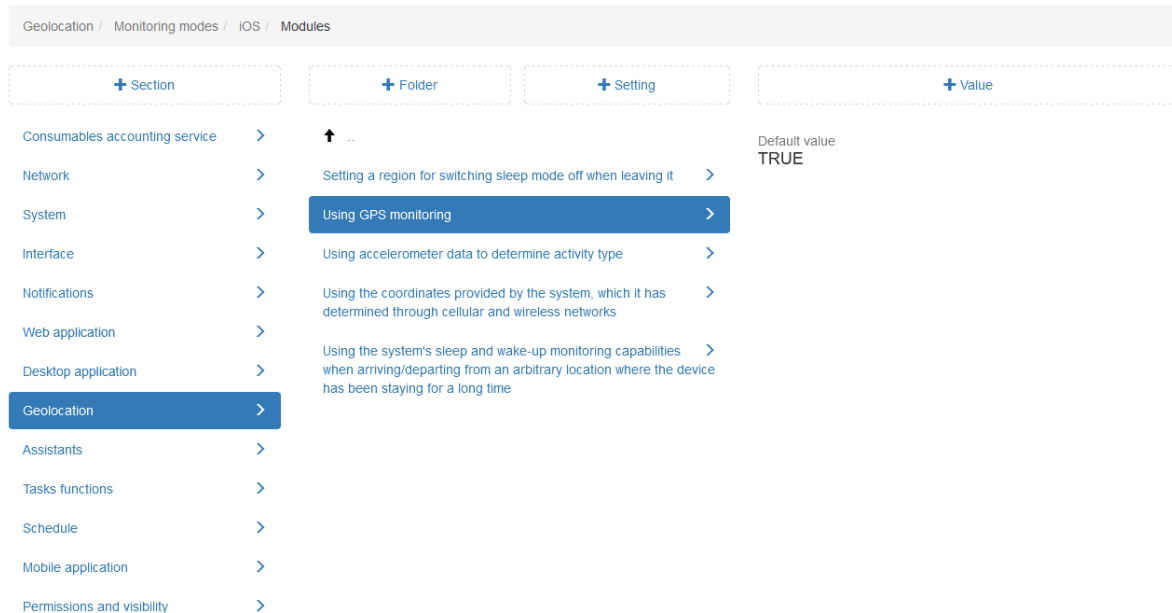 Geolocation / Monitoring modes / iOS / Modules
+ Section
+ Folder
+ Setting
+ Value
Consumables accounting service
Network
System
Interface
Notifications
Web application
Desktop application
Geolocation
Assistants
Tasks functions
Schedule
Mobile application
Permissions and visibility
..
Setting a region for switching sleep mode off when leaving it
Using GPS monitoring
Using accelerometer data to determine activity type
Using the coordinates provided by the system, which it has
determined through cellular and wireless networks
Using the system's sleep and wake-up monitoring capabilities
when arriving/departing from an arbitrary location where the device
has been staying for a long time
Default value
TRUE